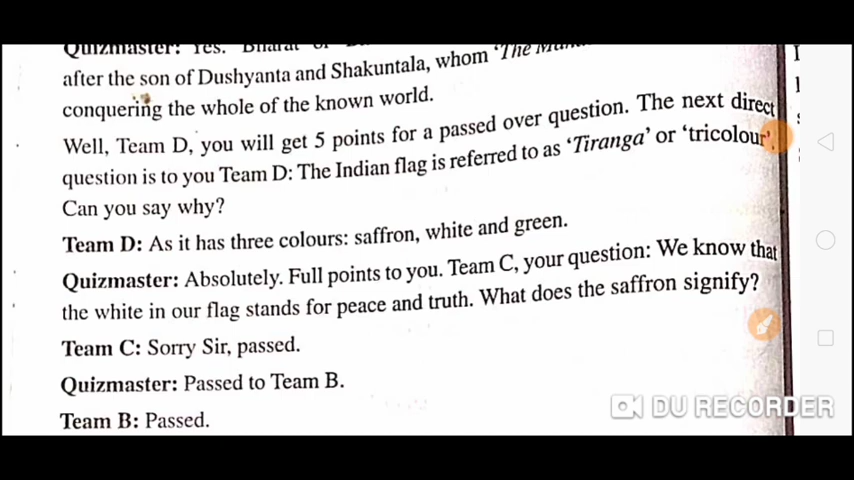 Quizmaster: Yes. Bharat or
after the son of Dushyanta and Shakuntala, whom 'The
conquering the whole of the known world.
Well, Team D, you will get 5 points for a passed over question. The next direct
question is to you Team D: The Indian flag is referred to as 'Tiranga' or 'tricolour'.
Can you say why?
Team D: As it has three colours: saffron, white and green.
Quizmaster: Absolutely. Full points to you. Team C, your question: We know that
the white in our flag stands for peace and truth. What does the saffron signify?
Team C: Sorry Sir, passed.
Quizmaster: Passed to Team B.
Team B: Passed.
DU RECORDER